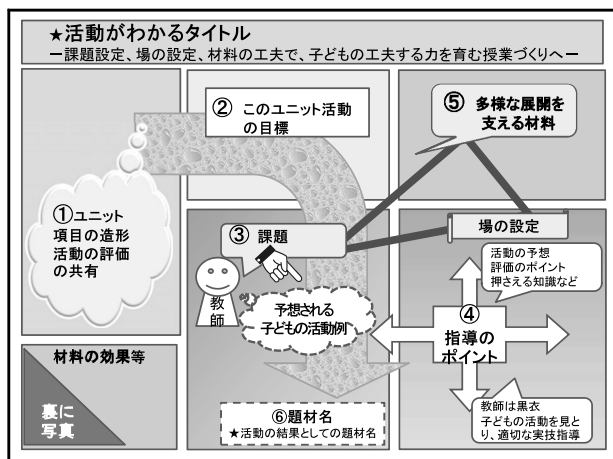 ★活動がわかるタイトル
ー課題設定、場の設定、材料の工夫で、子どもの工夫する力を育む授業づくりへー
①ユニット
項目の造形
活動の評価
の共有
② このユニット活動
の目標
⑤ 多様な展開を
支える材料
③ 課題
教師
予想される
子どもの活動例
場の設定
活動の予想
評価のポイント
押さえる知識など
④
指導の
ポイント
教師は黒衣
子どもの活動を見と
り、適切な実技指導
⑥題材名
★活動の結果としての題材名
材料の効果等
裏に
写真